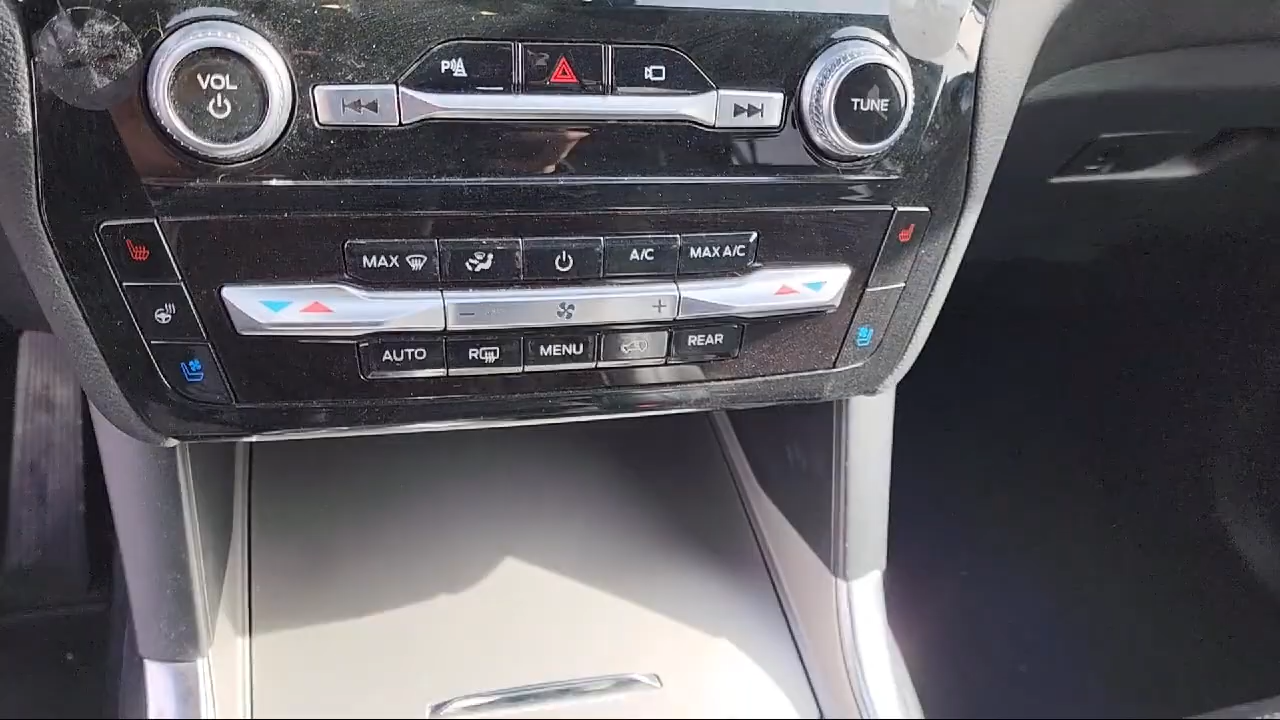 VOL
P
TUNE
MAX
A/C
MAX A/C
AUTO
R
MENU
REAR